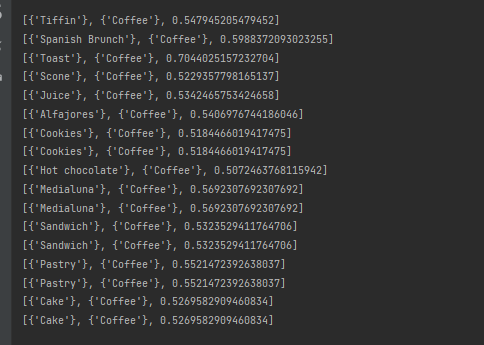 [{'Tiffin'}, {'Coffee'}, 0.547945205479452]
[{'Spanish Brunch'}, {'Coffee'}, 0.5988372093023255]
[{'Toast'}, {'Coffee'}, 0.7044025157232704]
[{'Scone'}, {'Coffee'}, 0.5229357798165137]
[{'Juice'}, {'Coffee'}, 0.5342465753424658]
[{'Alfajores'}, {'Coffee'}, 0.5406976744186046]
[{'Cookies'}, {'Coffee'}, 0.5184466019417475]
[{'Cookies'}, {'Coffee'}, 0.5184466019417475]
[{'Hot chocolate'}, {'Coffee'}, 0.5072463768115942]
[{'Medialuna'}, {'Coffee'}, 0.5692307692307692]
[{'Medialuna'}, {'Coffee'}, 0.5692307692307692]
[{'Sandwich'}, {'Coffee'}, 0.5323529411764706]
[{'Sandwich'}, {'Coffee'}, 0.5323529411764706]
[{'Pastry'}, {'Coffee'}, 0.5521472392638037]
[{'Pastry'}, {'Coffee'}, 0.5521472392638037]
[{'Cake'}, {'Coffee'}, 0.5269582909460834]
[{'Cake'}, {'Coffee'}, 0.5269582909460834]